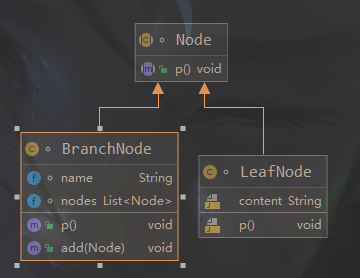 Node
p() void
BranchNode
name String
nodes List<Node>
p() void
add(Node) void
LeafNode
content String
p() void